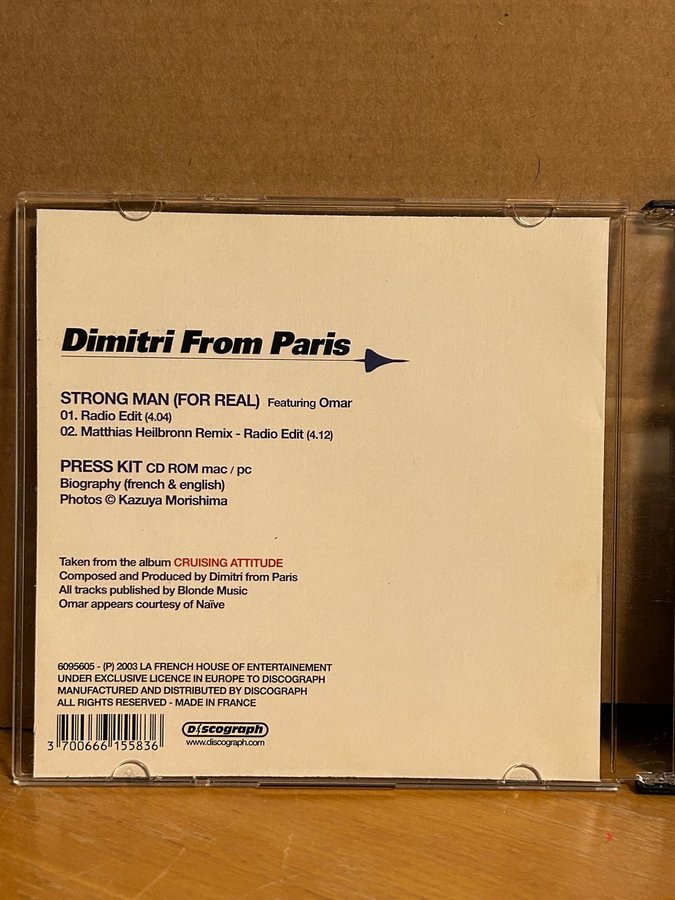 Dimitri From Paris
STRONG MAN (FOR REAL) Featuring Omar
01. Radio Edit (4.04)
02. Matthias Heilbronn Remix - Radio Edit (4.12)
PRESS KIT CD ROM mac / pc
Biography (french & english)
Photos © Kazuya Morishima
Taken from the album CRUISING ATTITUDE
Composed and Produced by Dimitri from Paris
All tracks published by Blonde Music
Omar appears courtesy of Naïve
6095605 - (P) 2003 LA FRENCH HOUSE OF ENTERTAINEMENT
UNDER EXCLUSIVE LICENCE IN EUROPE TO DISCOGRAPH
MANUFACTURED AND DISTRIBUTED BY DISCOGRAPH
ALL RIGHTS RESERVED - MADE IN FRANCE
Discograph
3 700666 155836
www.discograph.com